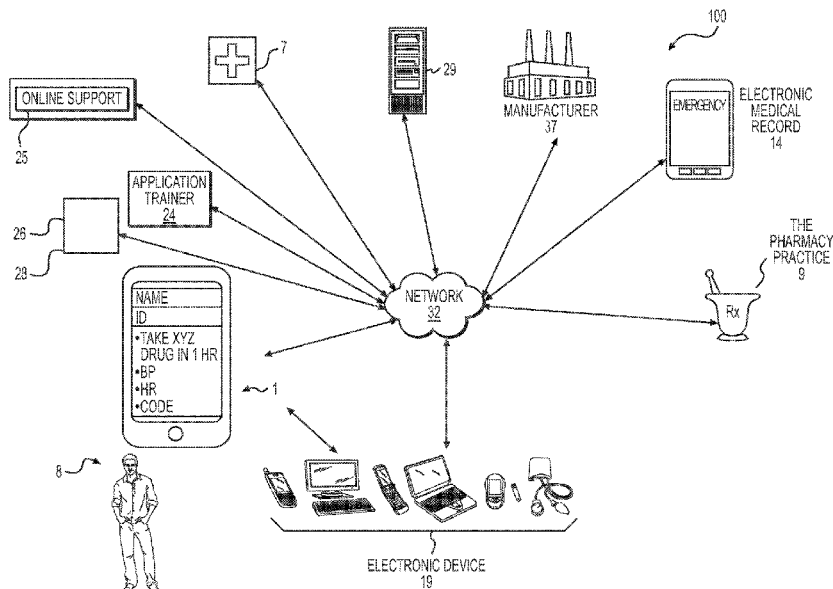 100
7
29
ONLINE SUPPORT
25
MANUFACTURER
37
EMERGENCY
ELECTRONIC
MEDICAL
RECORD
14
APPLICATION
TRAINER
24
26
28
THE
PHARMACY
PRACTICE
9
Rx
NETWORK
32
NAME
ID
•TAKE XYZ
DRUG IN 1 HR
•BP
•HR
•CODE
1
8
ELECTRONIC DEVICE
19